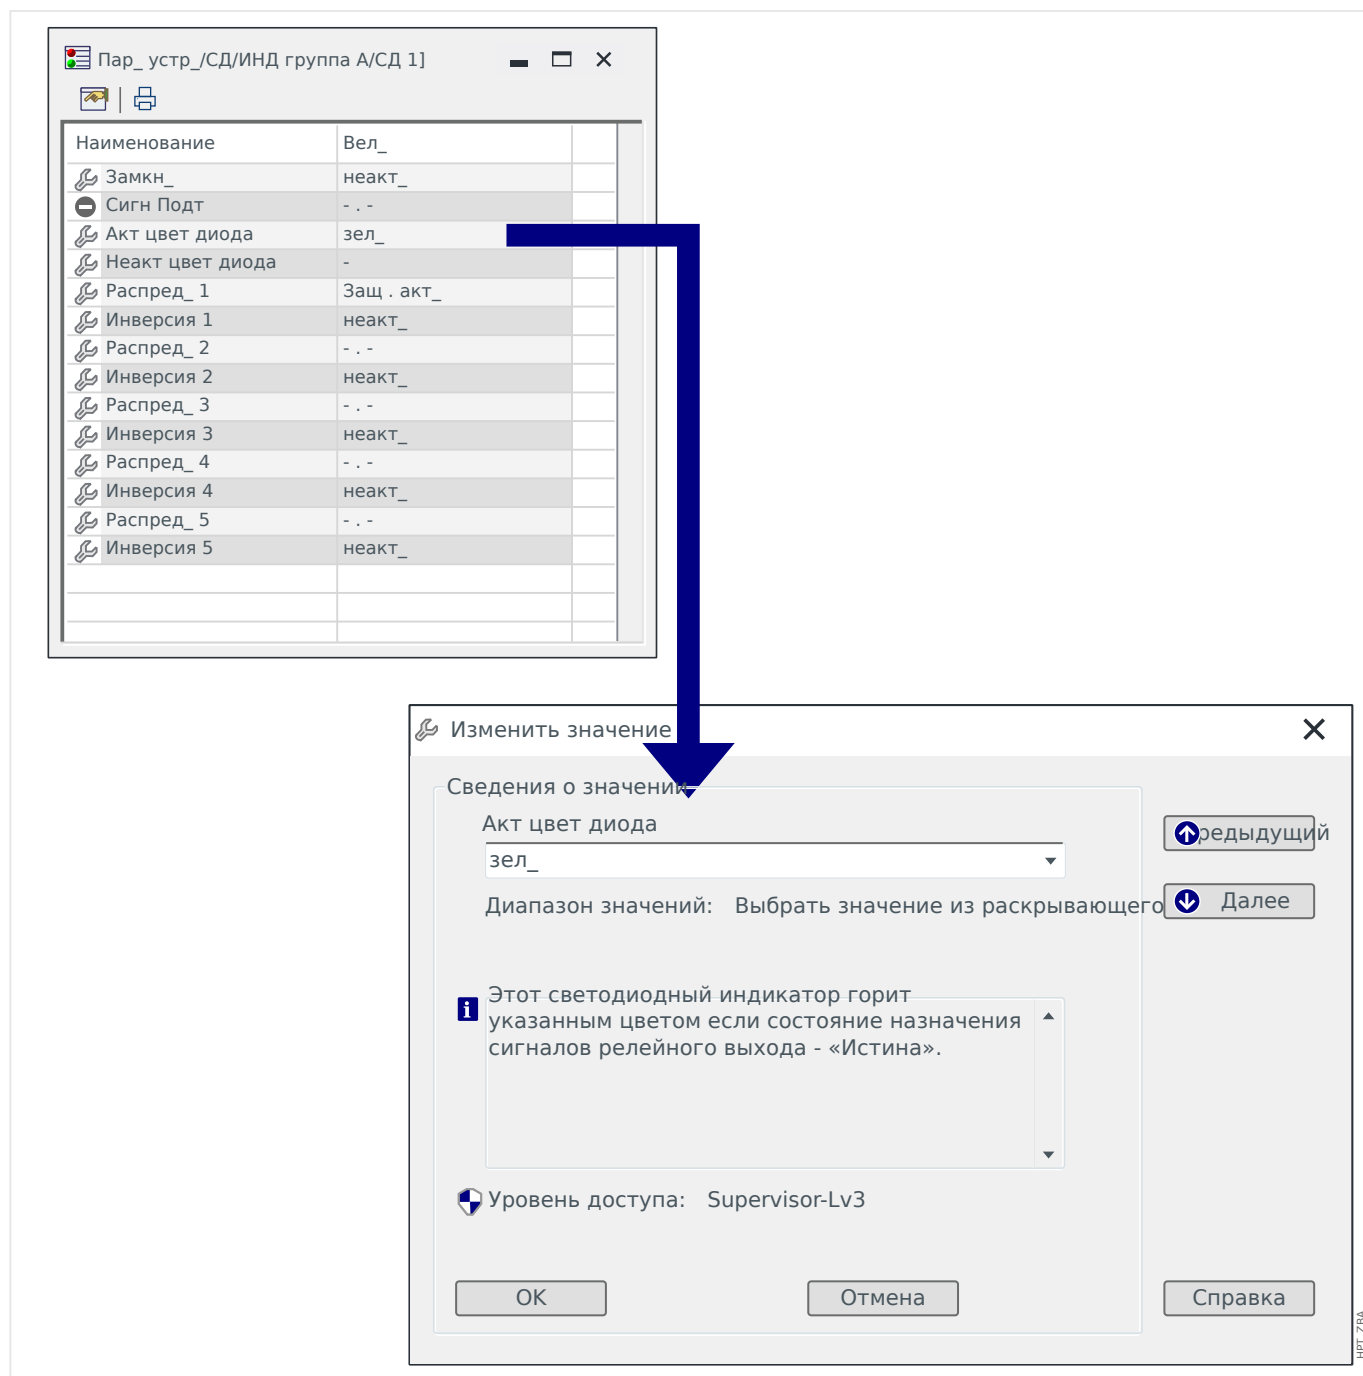 Пар_ устр_/СД/ИНД группа А/СД 1]
Наименование Вел_
Замкн_ неакт_
Сигн Подт - . -
Акт цвет диода зел_
Неакт цвет диода -
Распред_ 1 Защ . акт_
Инверсия 1 неакт_
Распред_ 2 - . -
Инверсия 2 неакт_
Распред_ 3 - . -
Инверсия 3 неакт_
Распред_ 4 - . -
Инверсия 4 неакт_
Распред_ 5 - . -
Инверсия 5 неакт_
Изменить значение
Сведения о значении
Акт цвет диода
зел_
Диапазон значений: Выбрать значение из раскрывающего
редыдущий
Далее
Этот светодиодный индикатор горит
указанным цветом если состояние назначения
сигналов релейного выхода - «Истина».
Уровень доступа: Supervisor-Lv3
OK Отмена Справка